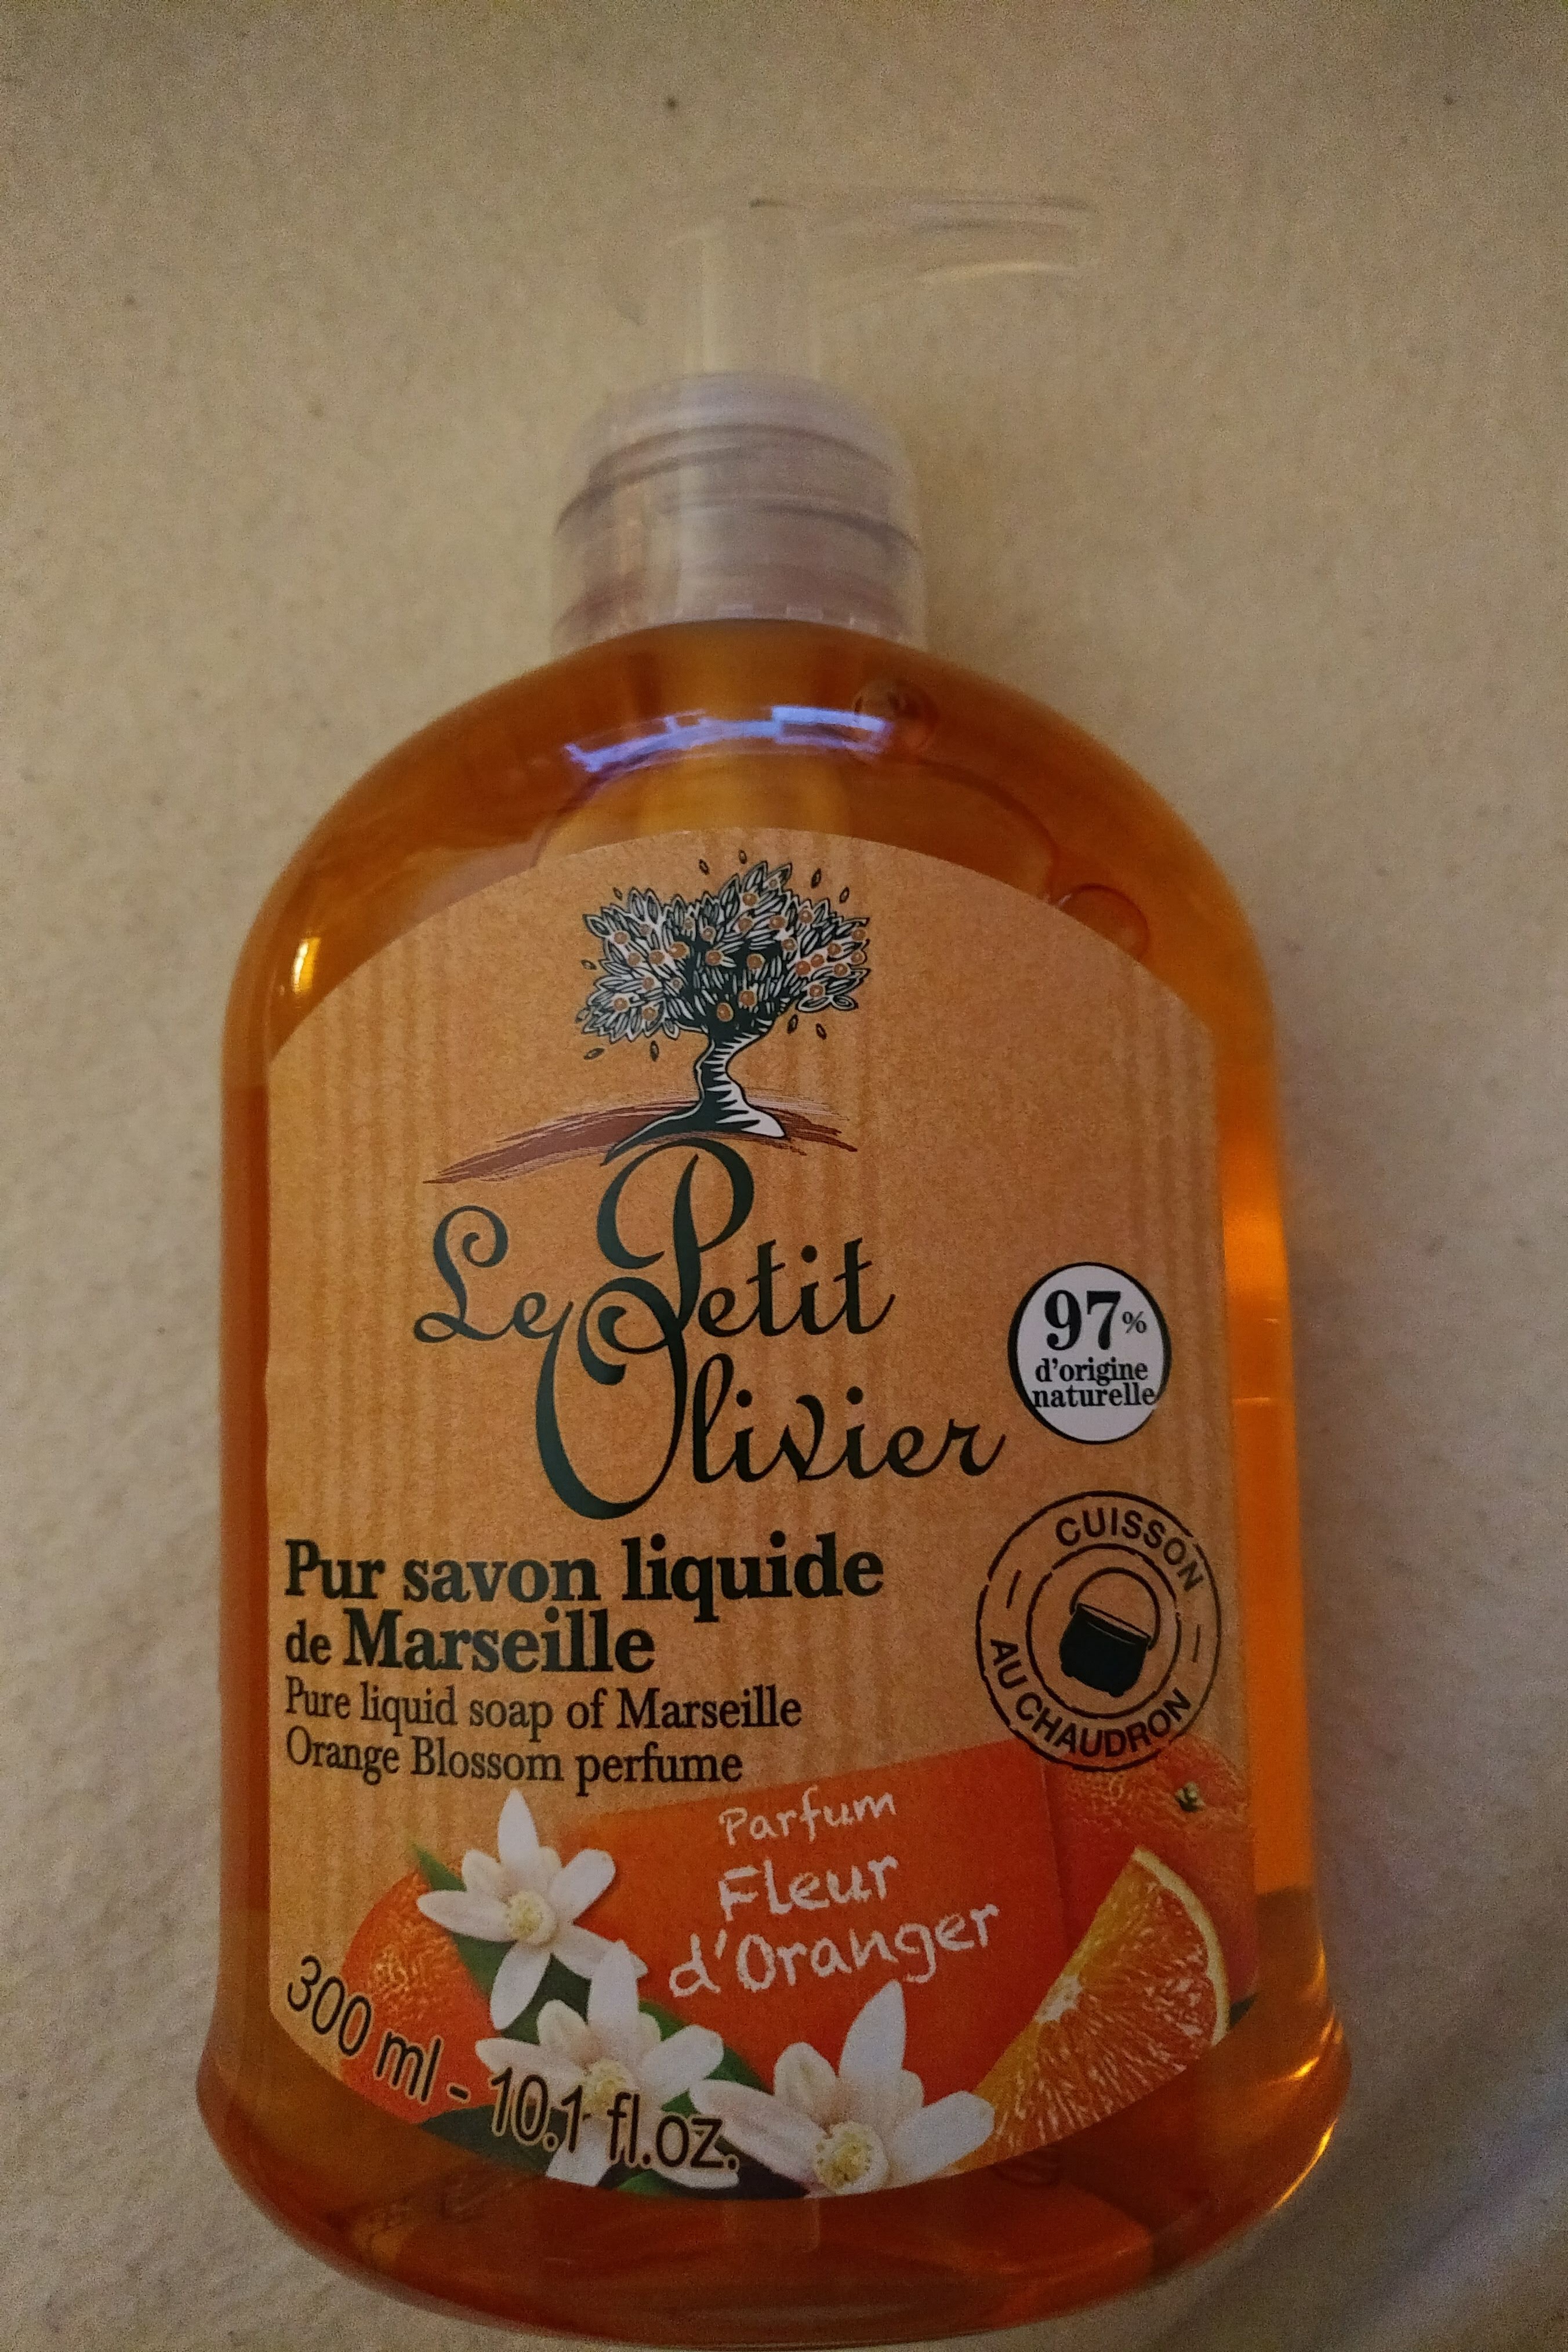 Le Petit
Olivier
97%
d'origine
naturelle
Pur savon liquide
de Marseille
Pure liquid soap of Marseille
Orange Blossom perfume
CUISSON
AU CHAUDRON
Parfum
Fleur
d'Oranger
300 ml - 10.1 fl.oz.